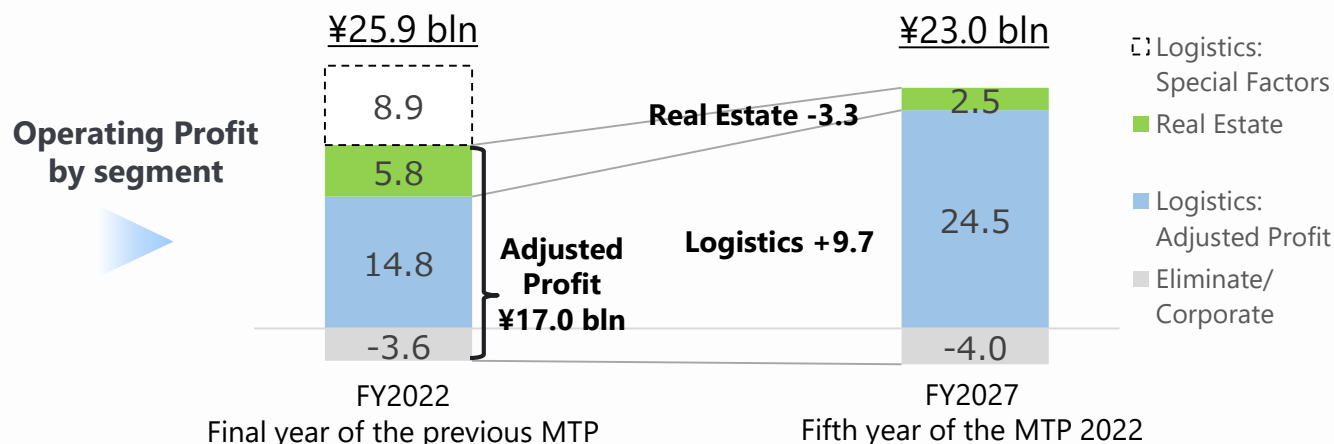 ¥25.9 bln
¥23.0 bln
Operating Profit
by segment
8.9
5.8
14.8
-3.6
Adjusted
Profit
¥17.0 bln
Real Estate -3.3
Logistics +9.7
2.5
24.5
-4.0
Logistics:
Special Factors
Real Estate
Logistics:
Adjusted Profit
Eliminate/
Corporate
FY2022
Final year of the previous MTP
FY2027
Fifth year of the MTP 2022